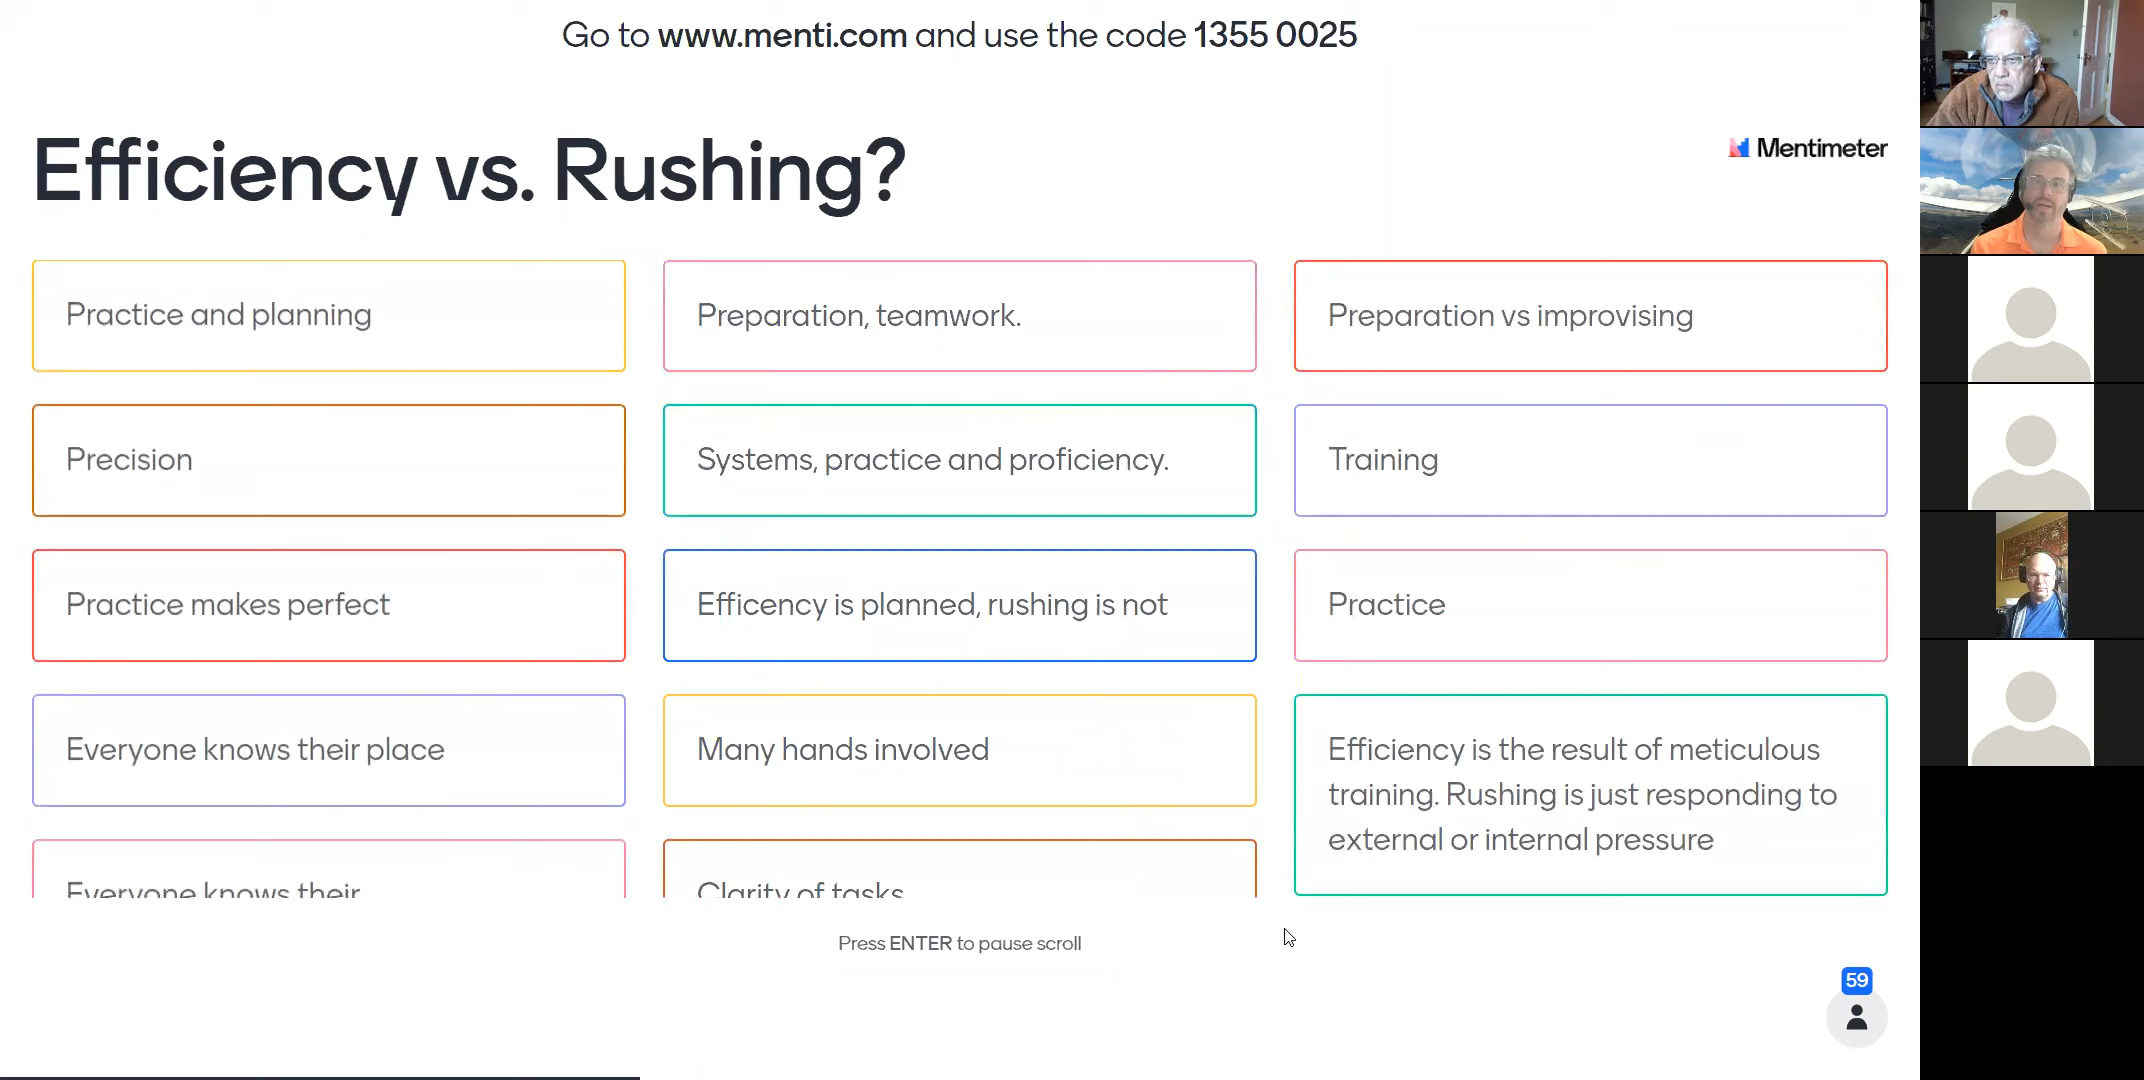 Go to www.menti.com and use the code 1355 0025
Efficiency vs. Rushing?
Mentimeter
Practice and planning
Preparation, teamwork.
Preparation vs improvising
Precision
Systems, practice and proficiency.
Training
Practice makes perfect
Efficency is planned, rushing is not
Practice
Everyone knows their place
Many hands involved
Efficiency is the result of meticulous
training. Rushing is just responding to
external or internal pressure
Everyone knows their
Clarity of tasks
Press ENTER to pause scroll
59